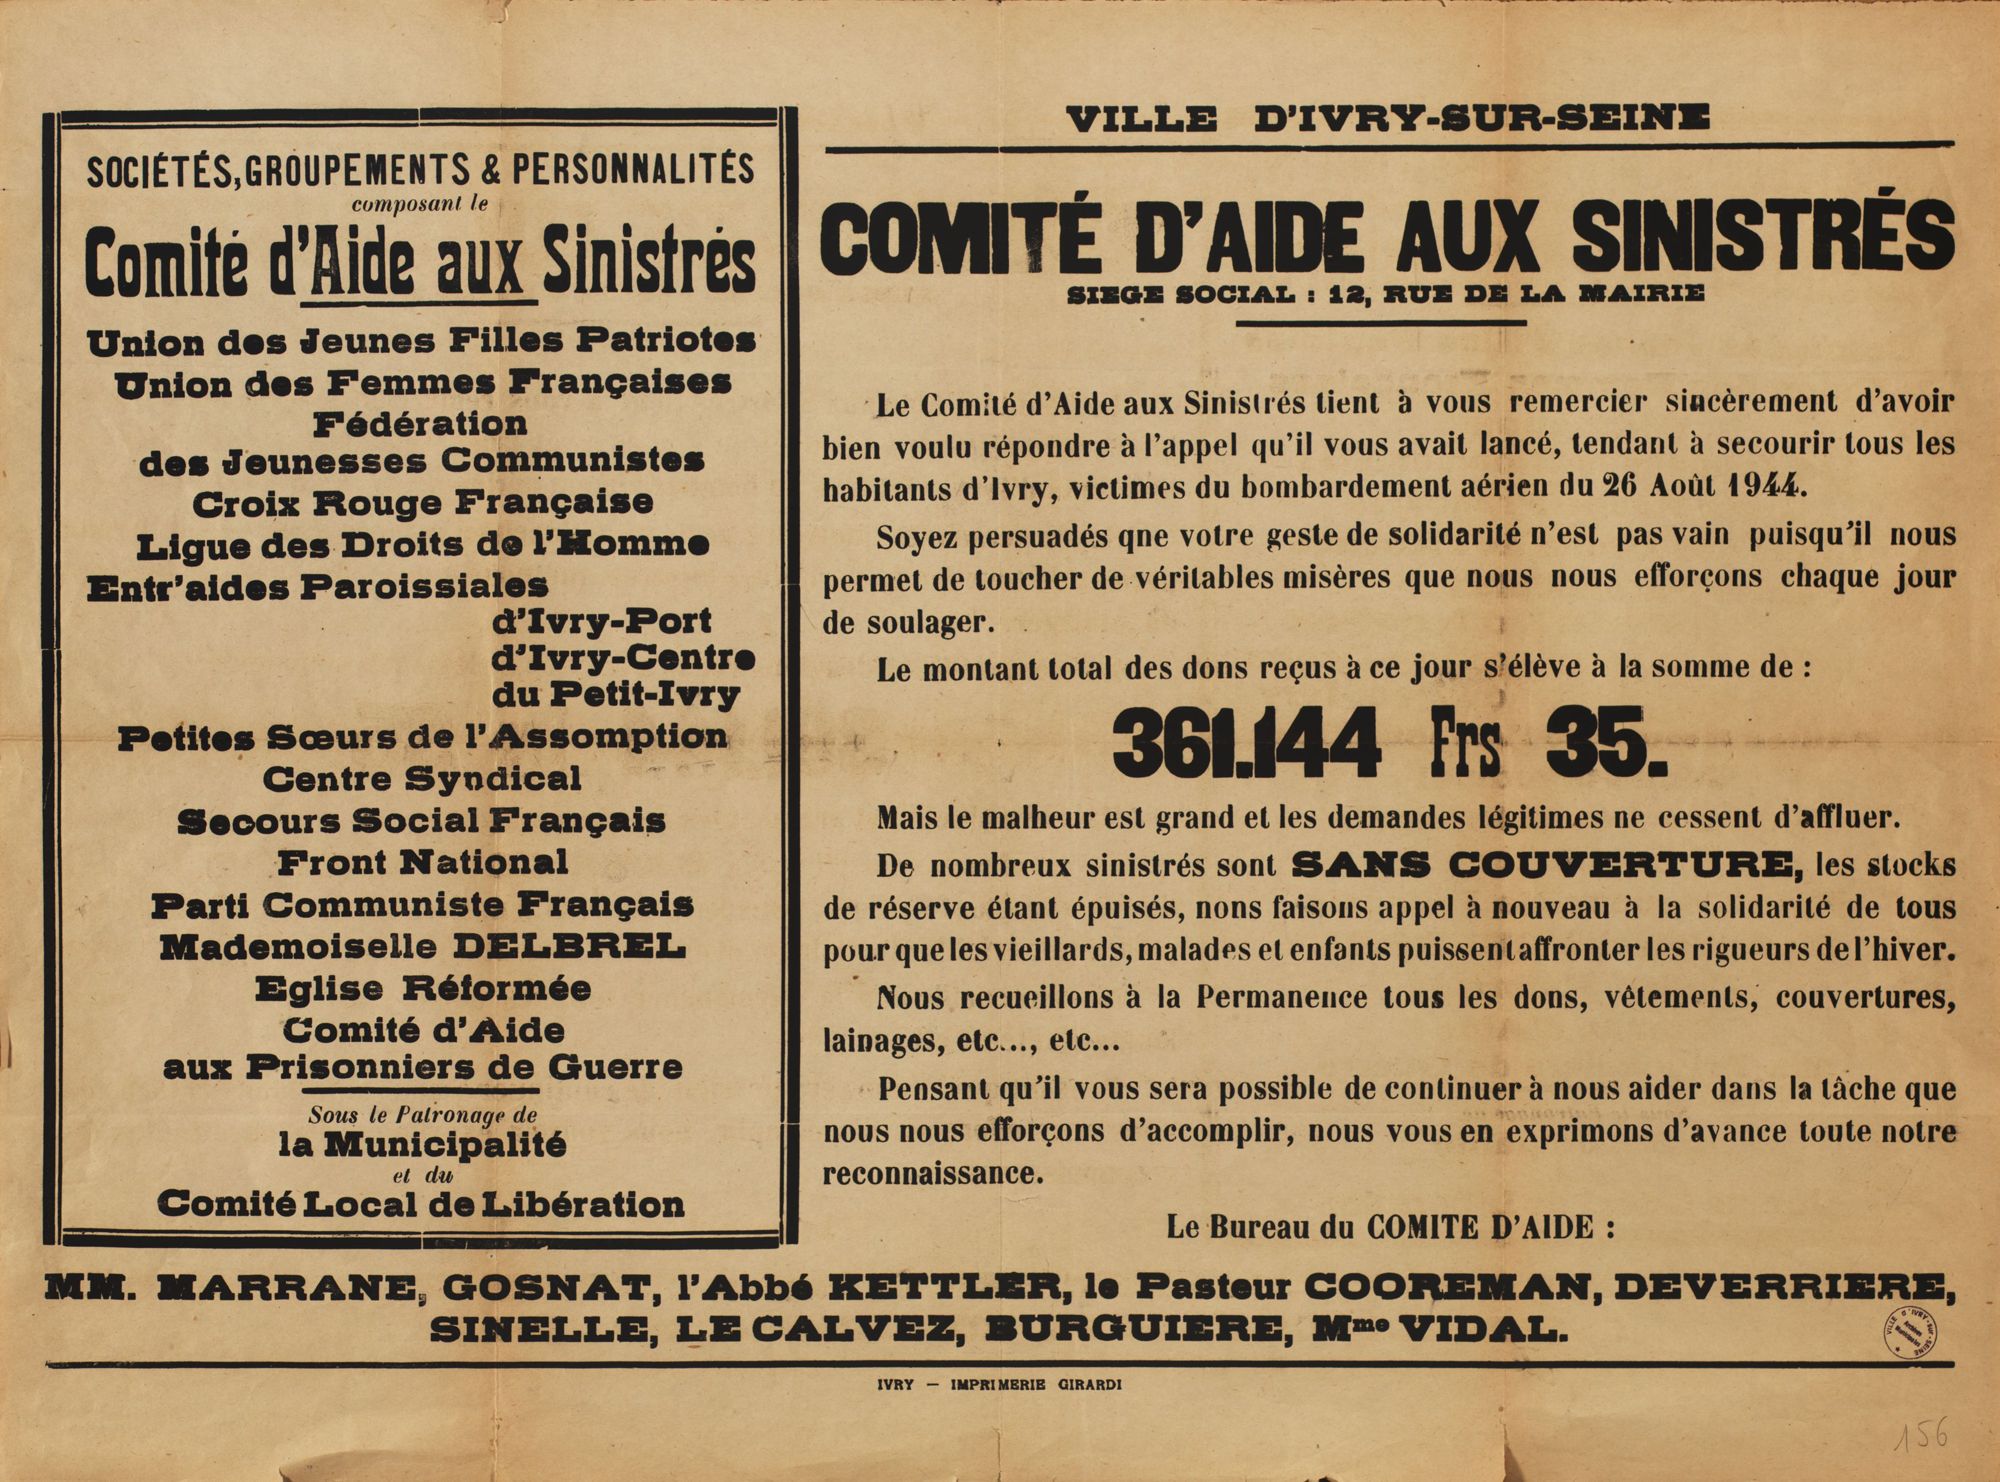 SOCIÉTÉS, GROUPEMENTS & PERSONNALITÉS
composant le
Comité d'Aide aux Sinistrés
Union des Jeunes Filles Patriotes
Union des Femmes Françaises
Fédération
des Jeunesses Communistes
Croix Rouge Française
Ligue des Droits de l'Homme
Entr'aides Paroissiales
d'Ivry-Port
d'Ivry-Centre
du Petit-Ivry
Petites Sœurs de l'Assomption
Centre Syndical
Secours Social Français
Front National
Parti Communiste Français
Mademoiselle DELBREL
Eglise Réformée
Comité d'Aide
aux Prisonniers de Guerre
Sous le Patronage de
la Municipalité
et du
Comité Local de Libération
VILLE D'IVRY-SUR-SEINE
COMITÉ D'AIDE AUX SINISTRÉS
SIEGE SOCIAL : 12, RUE DE LA MAIRIE
Le Comité d'Aide aux Sinistrés tient à vous remercier sincèrement d'avoir
bien voulu répondre à l'appel qu'il vous avait lancé, tendant à secourir tous les
habitants d'Ivry, victimes du bombardement aérien du 26 Août 1944.
Soyez persuadés qne votre geste de solidarité n'est pas vain puisqu'il nous
permet de toucher de véritables misères que nous nous efforçons chaque jour
de soulager.
Le montant total des dons reçus à ce jour s'élève à la somme de :
361.144 Frs 35.
Mais le malheur est grand et les demandes légitimes ne cessent d'affluer.
De nombreux sinistrés sont SANS COUVERTURE, les stocks
de réserve étant épuisés, nons faisons appel à nouveau à la solidarité de tous
pour que les vieillards, malades et enfants puissent affronter les rigueurs de l'hiver.
Nous recueillons à la Permanence tous les dons, vêtements, couvertures,
lainages, etc..., etc...
Pensant qu'il vous sera possible de continuer à nous aider dans la tâche que
nous nous efforçons d'accomplir, nous vous en exprimons d'avance toute notre
reconnaissance.
Le Bureau du COMITE D'AIDE :
MM. MARRANE, GOSNAT, l'Abbé KETTLER, le Pasteur COOREMAN, DEVERRIERE,
SINELLE, LE CALVEZ, BURGUIERE, Mme VIDAL.
VILLE D'IVRY-SUR-SEINE
Archives
Municipales
IVRY — IMPRIMERIE GIRARDI
156